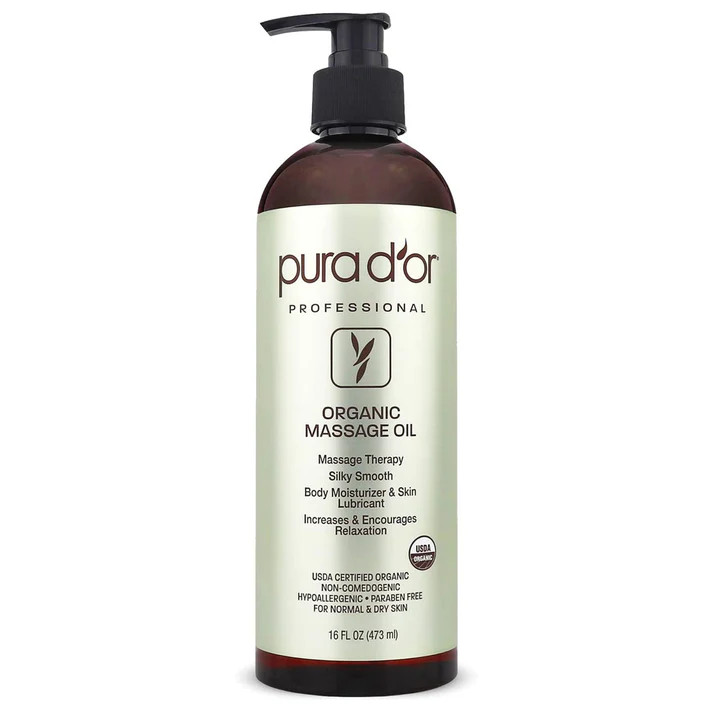 pura d'or®
PROFESSIONAL
ORGANIC
MASSAGE OIL
Massage Therapy
Silky Smooth
Body Moisturizer & Skin
Lubricant
Increases & Encourages
Relaxation
USDA
ORGANIC
USDA CERTIFIED ORGANIC
NON-COMEDOGENIC
HYPOALLERGENIC • PARABEN FREE
FOR NORMAL & DRY SKIN
16 FL OZ (473 ml)